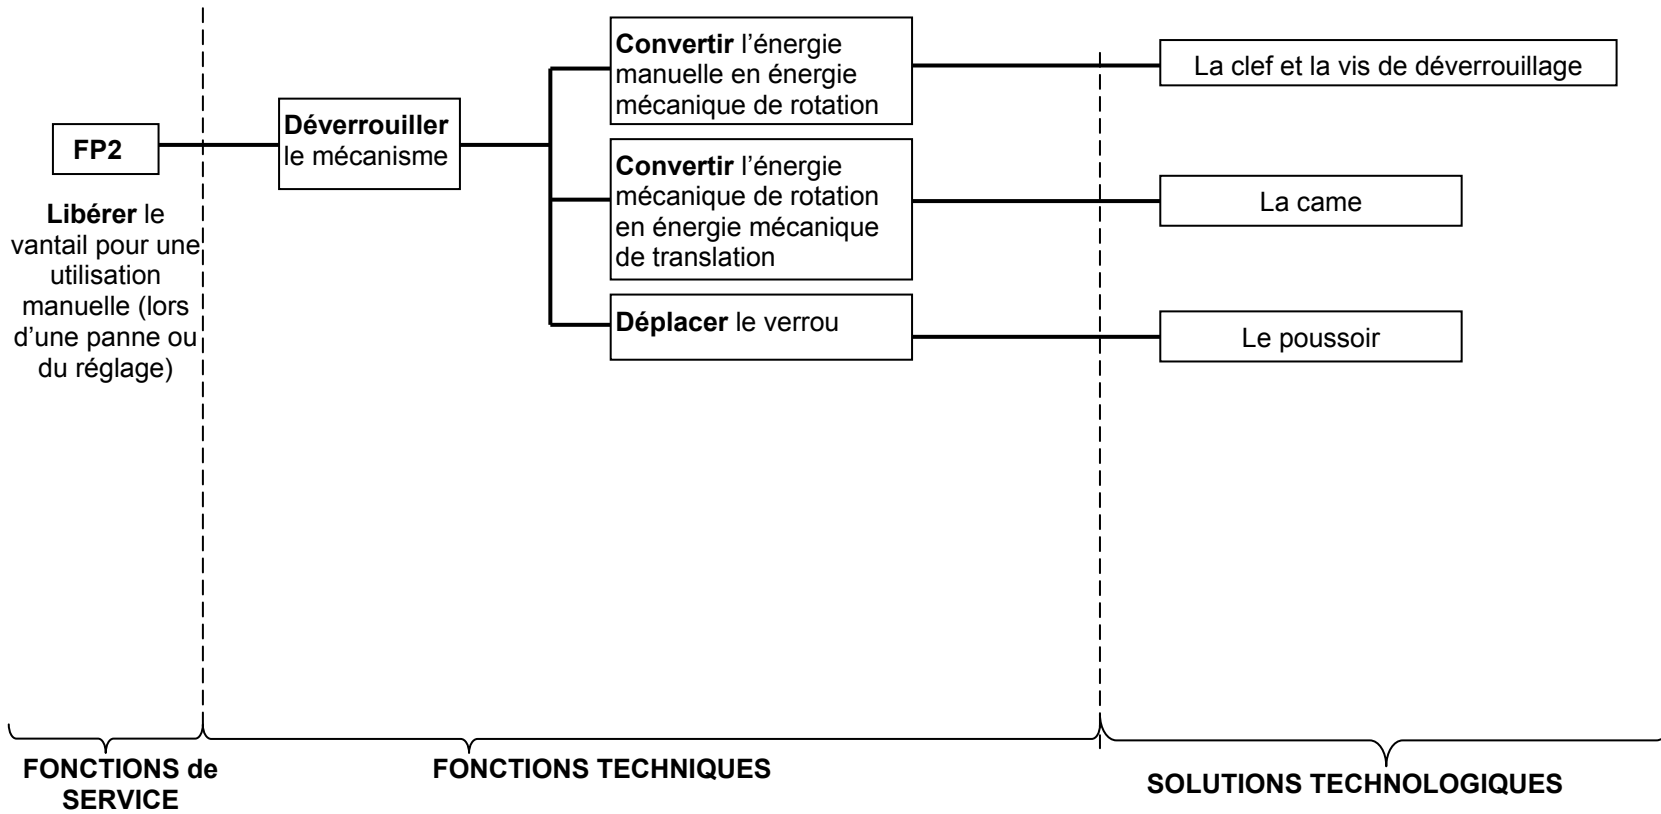 FP2
Libérer le
vantail pour une
utilisation
manuelle (lors
d’une panne ou
du réglage)
Déverrouiller
le mécanisme
Convertir l’énergie
manuelle en énergie
mécanique de rotation
Convertir l’énergie
mécanique de rotation
en énergie mécanique
de translation
Déplacer le verrou
La clef et la vis de déverrouillage
La came
Le poussoir
FONCTIONS de
SERVICE
FONCTIONS TECHNIQUES
SOLUTIONS TECHNOLOGIQUES